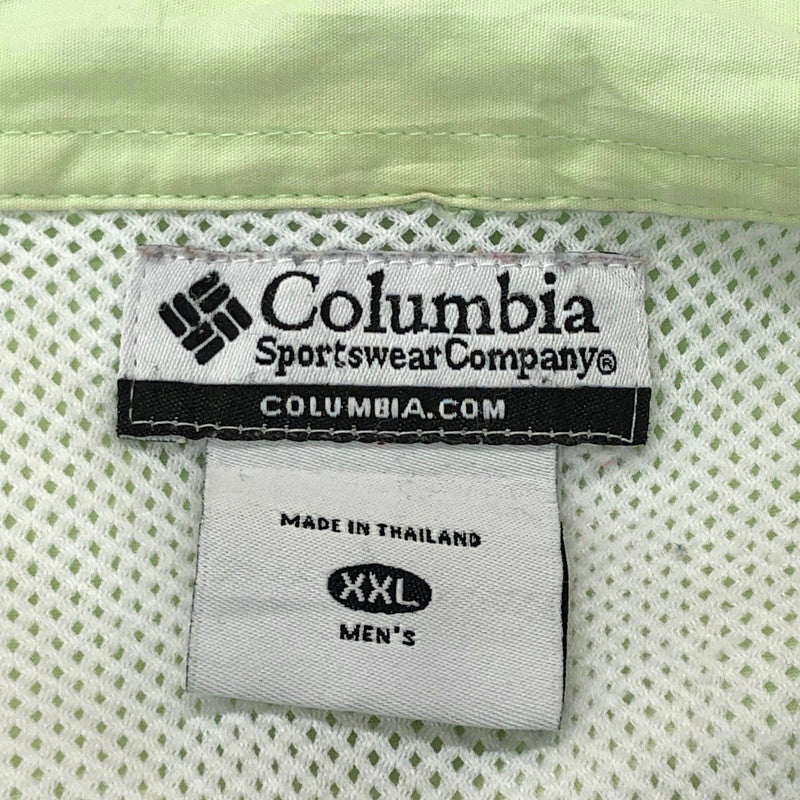 Columbia
Sportswear Company®
COLUMBIA.COM
MADE IN THAILAND
XXL
MEN'S